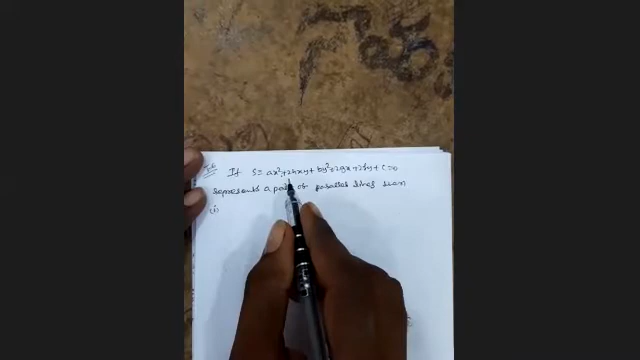 If S≡ ax²+2hxy+by²+2gx+2fy+c=0
represents a pair of parallel lines then
(i)